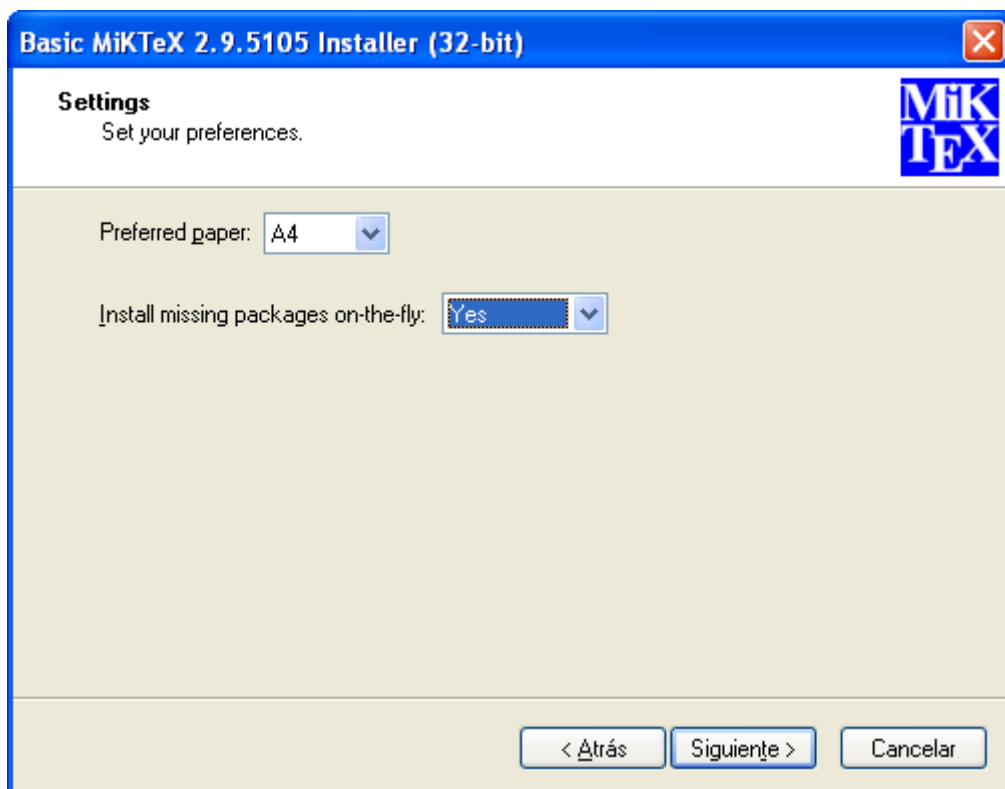 Basic MiKTeX 2.9.5105 Installer (32-bit)
Settings
Set your preferences.
MiK
TEX
Preferred paper: A4
Install missing packages on-the-fly: Yes
< Atrás Siguiente > Cancelar